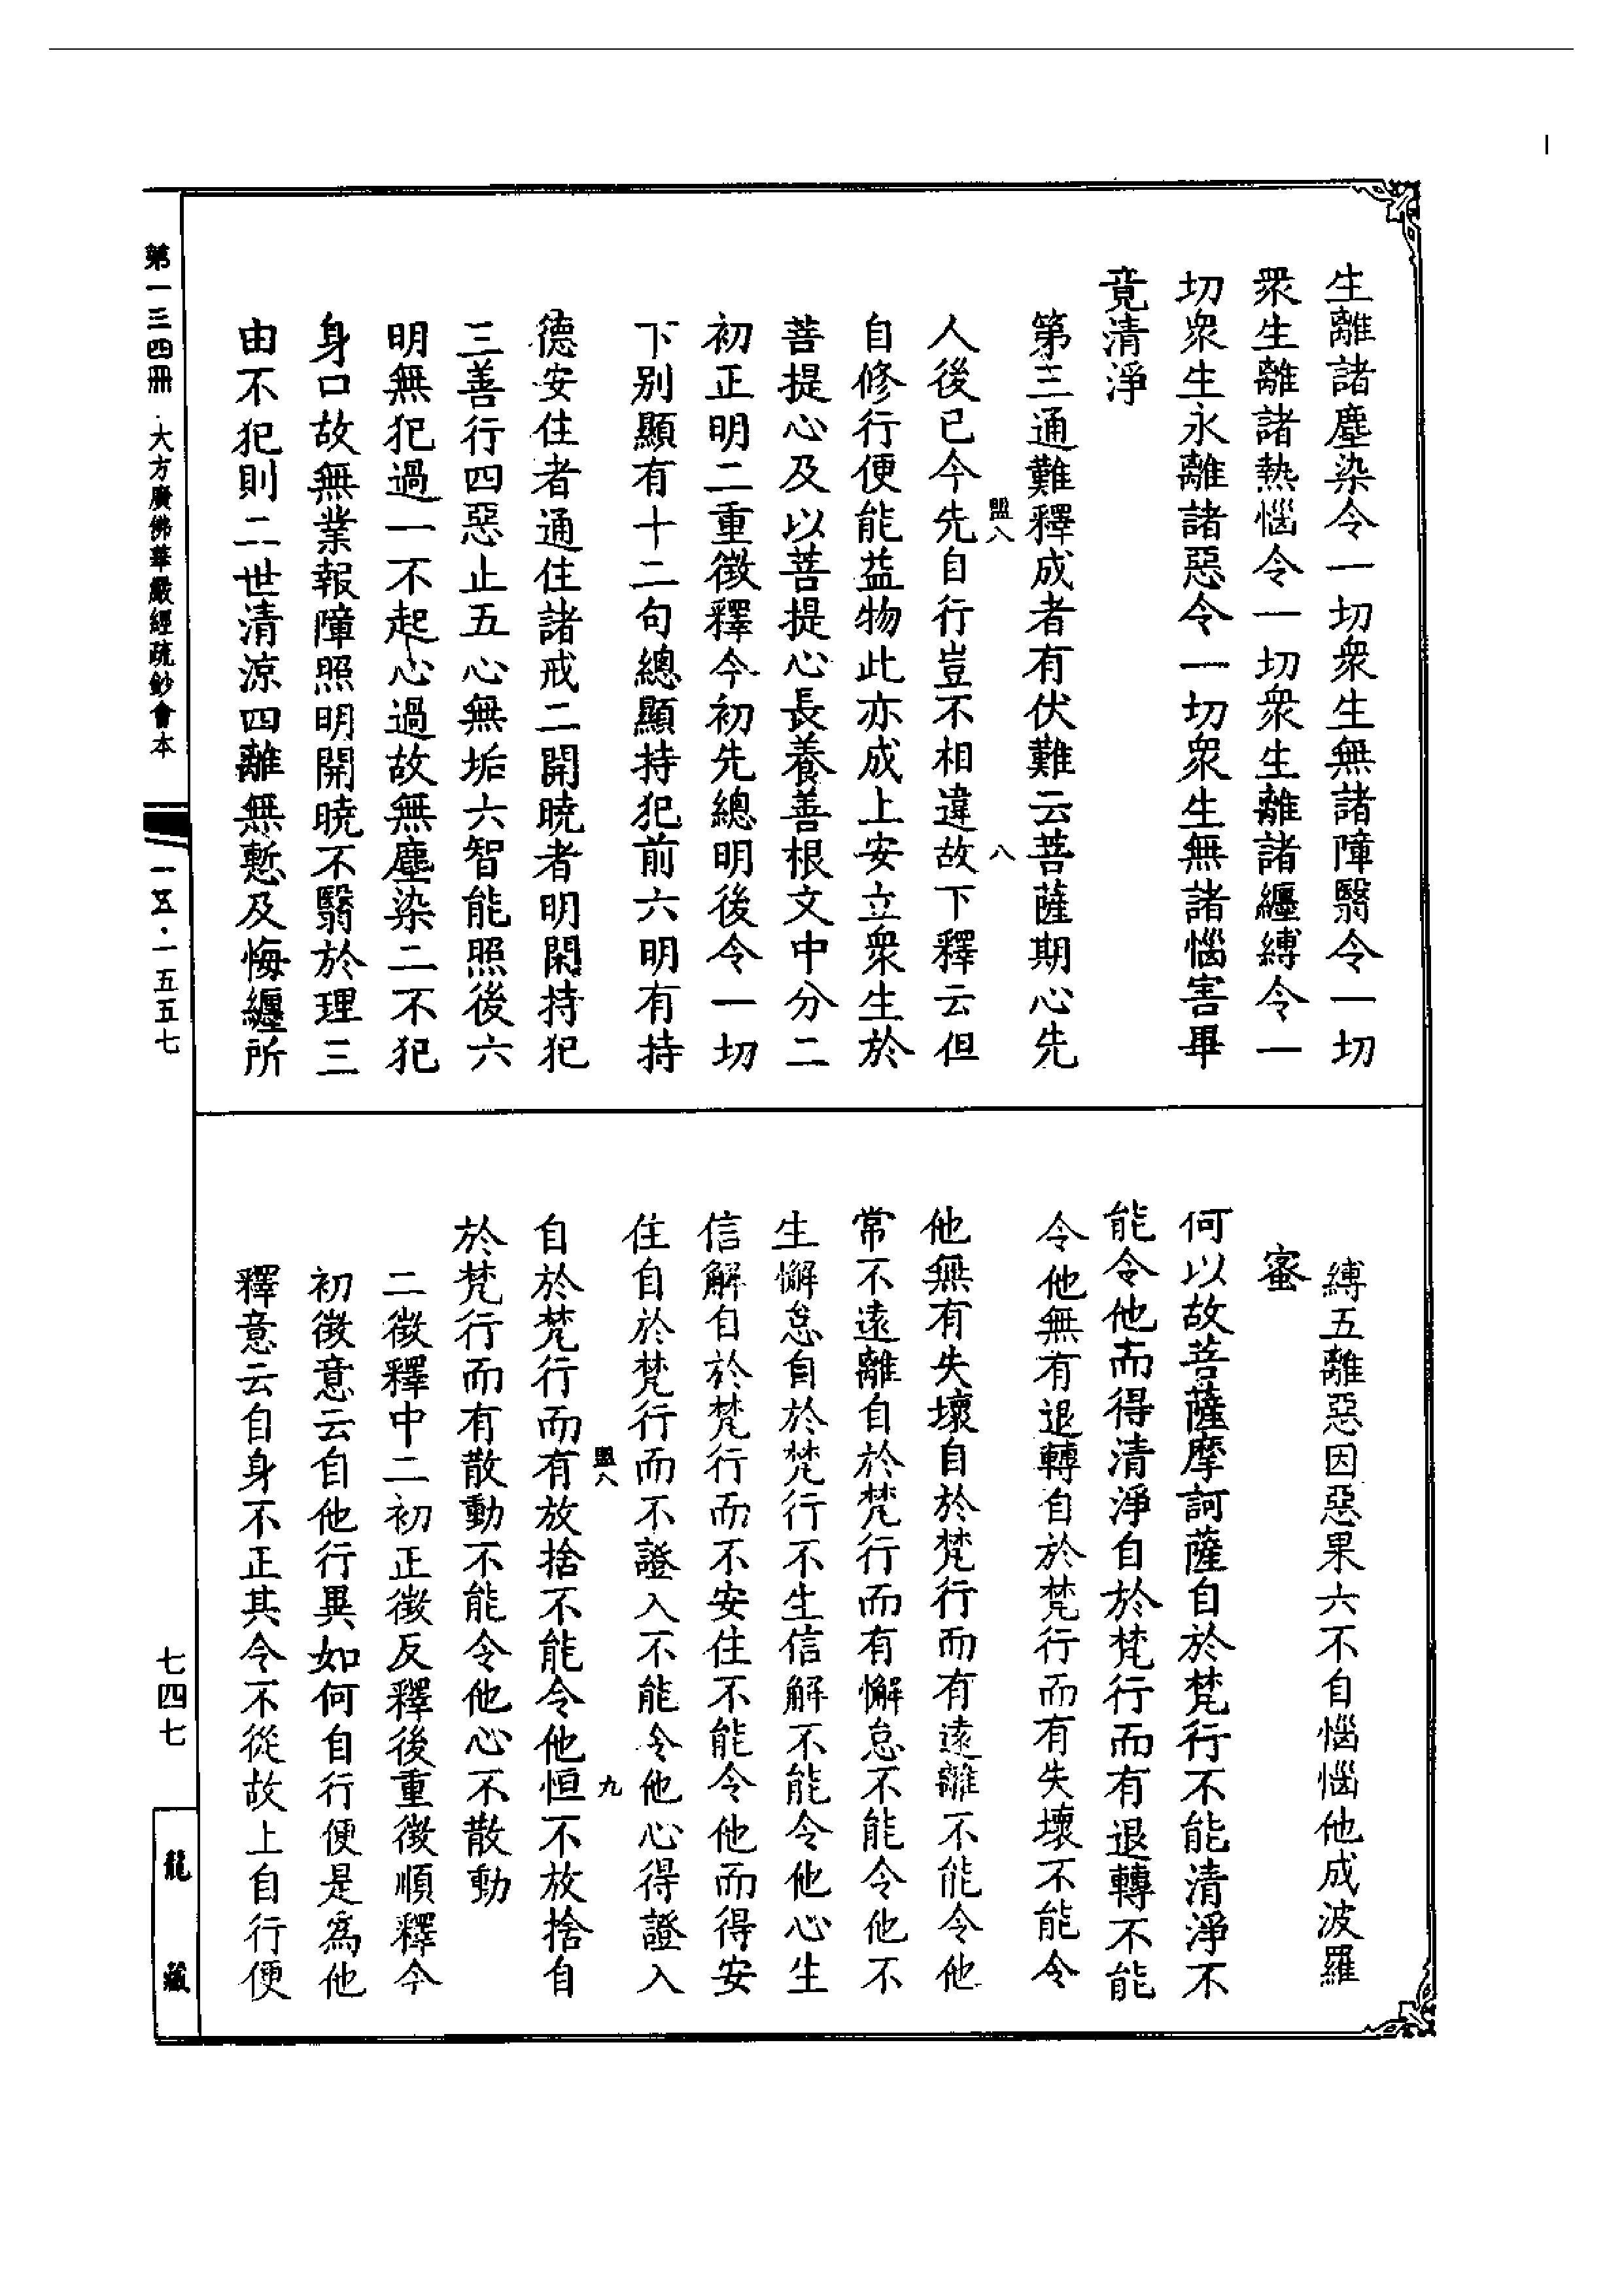 生離諸塵染令一切衆生無諸障翳令一切
衆生離諸熱惱令一切衆生離諸纏縛令一
切衆生永離諸惡令一切衆生無諸惱害畢
竟清淨
第三通難釋成者有伏難云菩薩期心先
盟八
八
人後已今先自行豈不相違故下釋云但
自修行便能益物此亦成上安立衆生於
菩提心及以菩提心長養善根文中分二
初正明二重徴釋今初先總明後令一切
下別顯有十二句總顯持犯前六明有持
德安住者通住諸戒二開曉者明閑持犯
三善行四惡止五心無垢六智能照後六
明無犯過一不起心過故無塵染二不犯
身口故無業報障照明開曉不翳於理三
由不犯則二世清涼四離無慙及悔纏所
縛五離惡因惡果六不自惱惱他成波羅
蜜
何以故菩薩摩訶薩自於梵行不能清淨不
能令他而得清淨自於梵行而有退轉不能
令他無有退轉自於梵行而有失壞不能令
他無有失壞自於梵行而有遠離不能令他
常不遠離自於梵行而有懈怠不能令他不
生懈怠自於梵行不生信解不能令他心生
信解自於梵行而不安住不能令他而得安
住自於梵行而不證入不能令他心得證入
盟八
九
自於梵行而有放捨不能令他恒不放捨自
於梵行而有散動不能令他心不散動
二徴釋中二初正徴反釋後重徴順釋今
初徴意云自他行異如何自行便是為他
釋意云自身不正其令不從故上自行便
第一三四冊·大方廣佛華嚴經疏鈔會本
一五·一五五七
七四七
龍藏